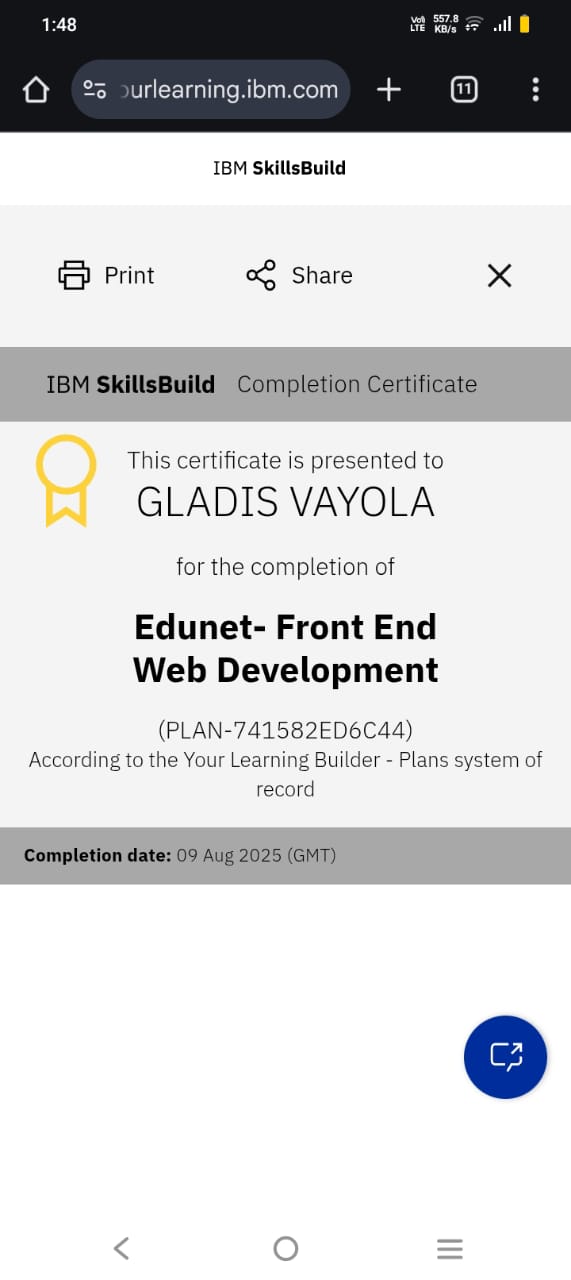 1:48
Vo)) LTE 557.8 KB/s
urlearning.ibm.com
11
IBM SkillsBuild
Print Share
IBM SkillsBuild Completion Certificate
This certificate is presented to
GLADIS VAYOLA
for the completion of
Edunet- Front End
Web Development
(PLAN-741582ED6C44)
According to the Your Learning Builder - Plans system of
record
Completion date: 09 Aug 2025 (GMT)